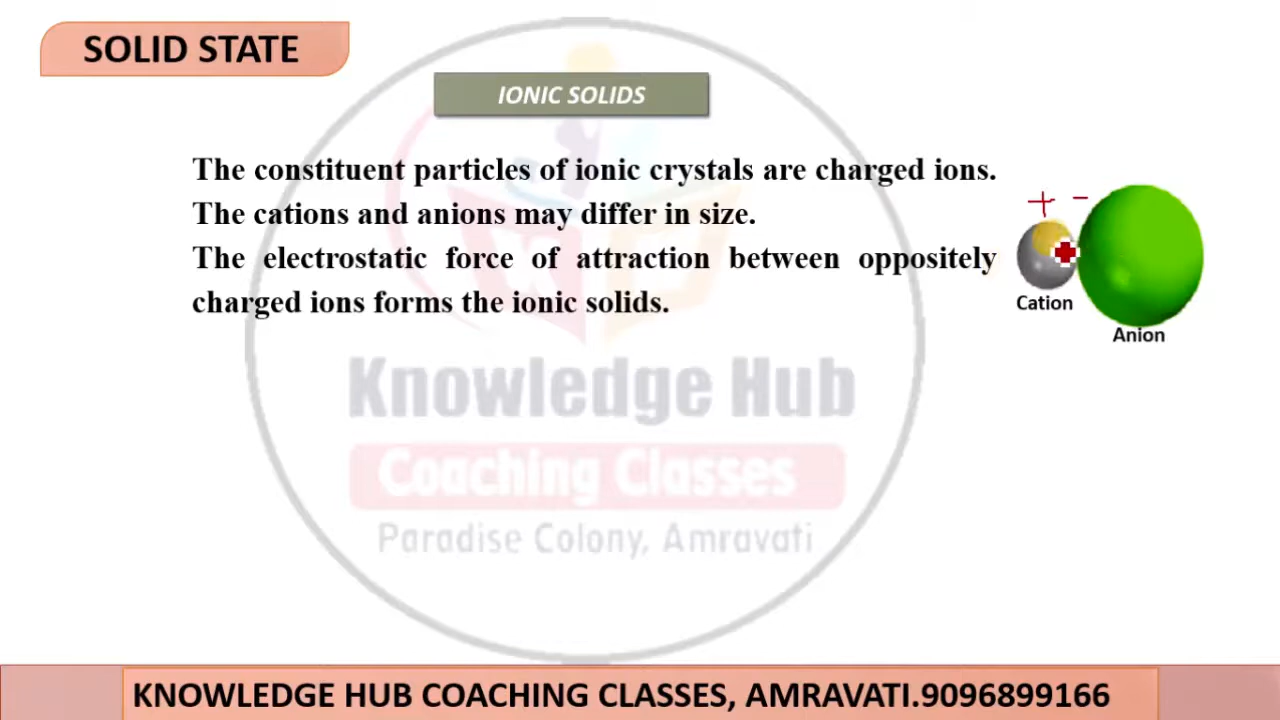 SOLID STATE
IONIC SOLIDS
The constituent particles of ionic crystals are charged ions.
The cations and anions may differ in size.
The electrostatic force of attraction between oppositely
charged ions forms the ionic solids.
+ -
Cation
Anion
Knowledge Hub
Coaching Classes
Paradise Colony, Amravati
KNOWLEDGE HUB COACHING CLASSES, AMRAVATI.9096899166